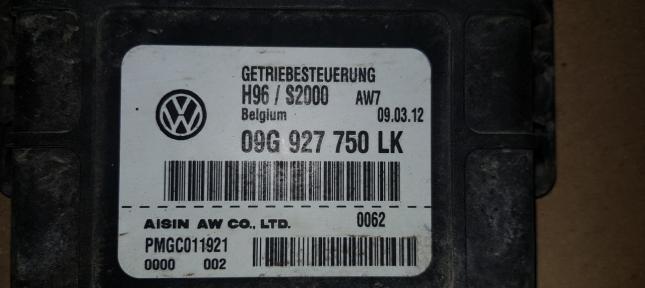 GETRIEBESTEUERUNG
H96 / S2000 AW7
Belgium 09.03.12
09G 927 750 LK
AISIN AW CO., LTD. 0062
PMGC011921
0000 002